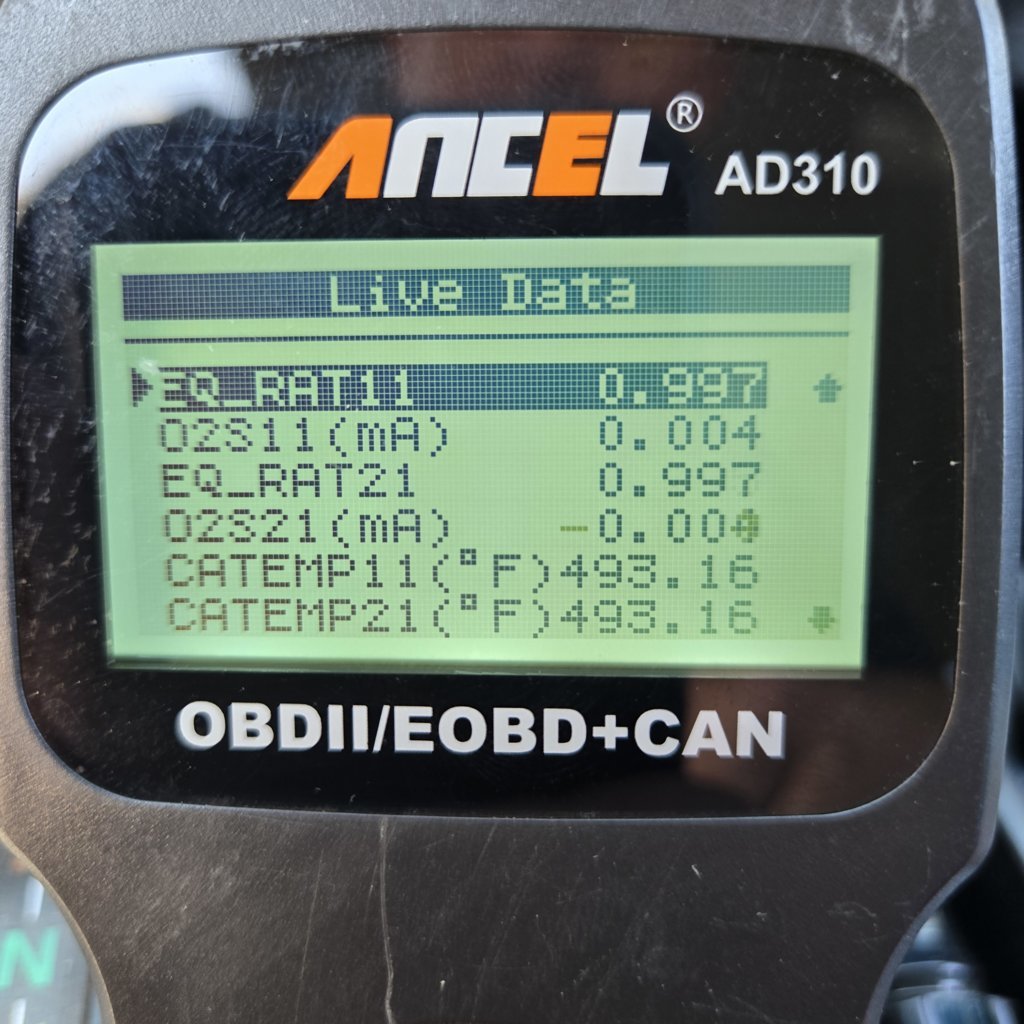 ANCEL®
AD310
Live Data
EQ_RAT11 0.997
O2S11(mA) 0.004
EQ_RAT21 0.997
O2S21(mA) -0.004
CATEMP11(°F)493.16
CATEMP21(°F)493.16
OBDII/EOBD+CAN
N